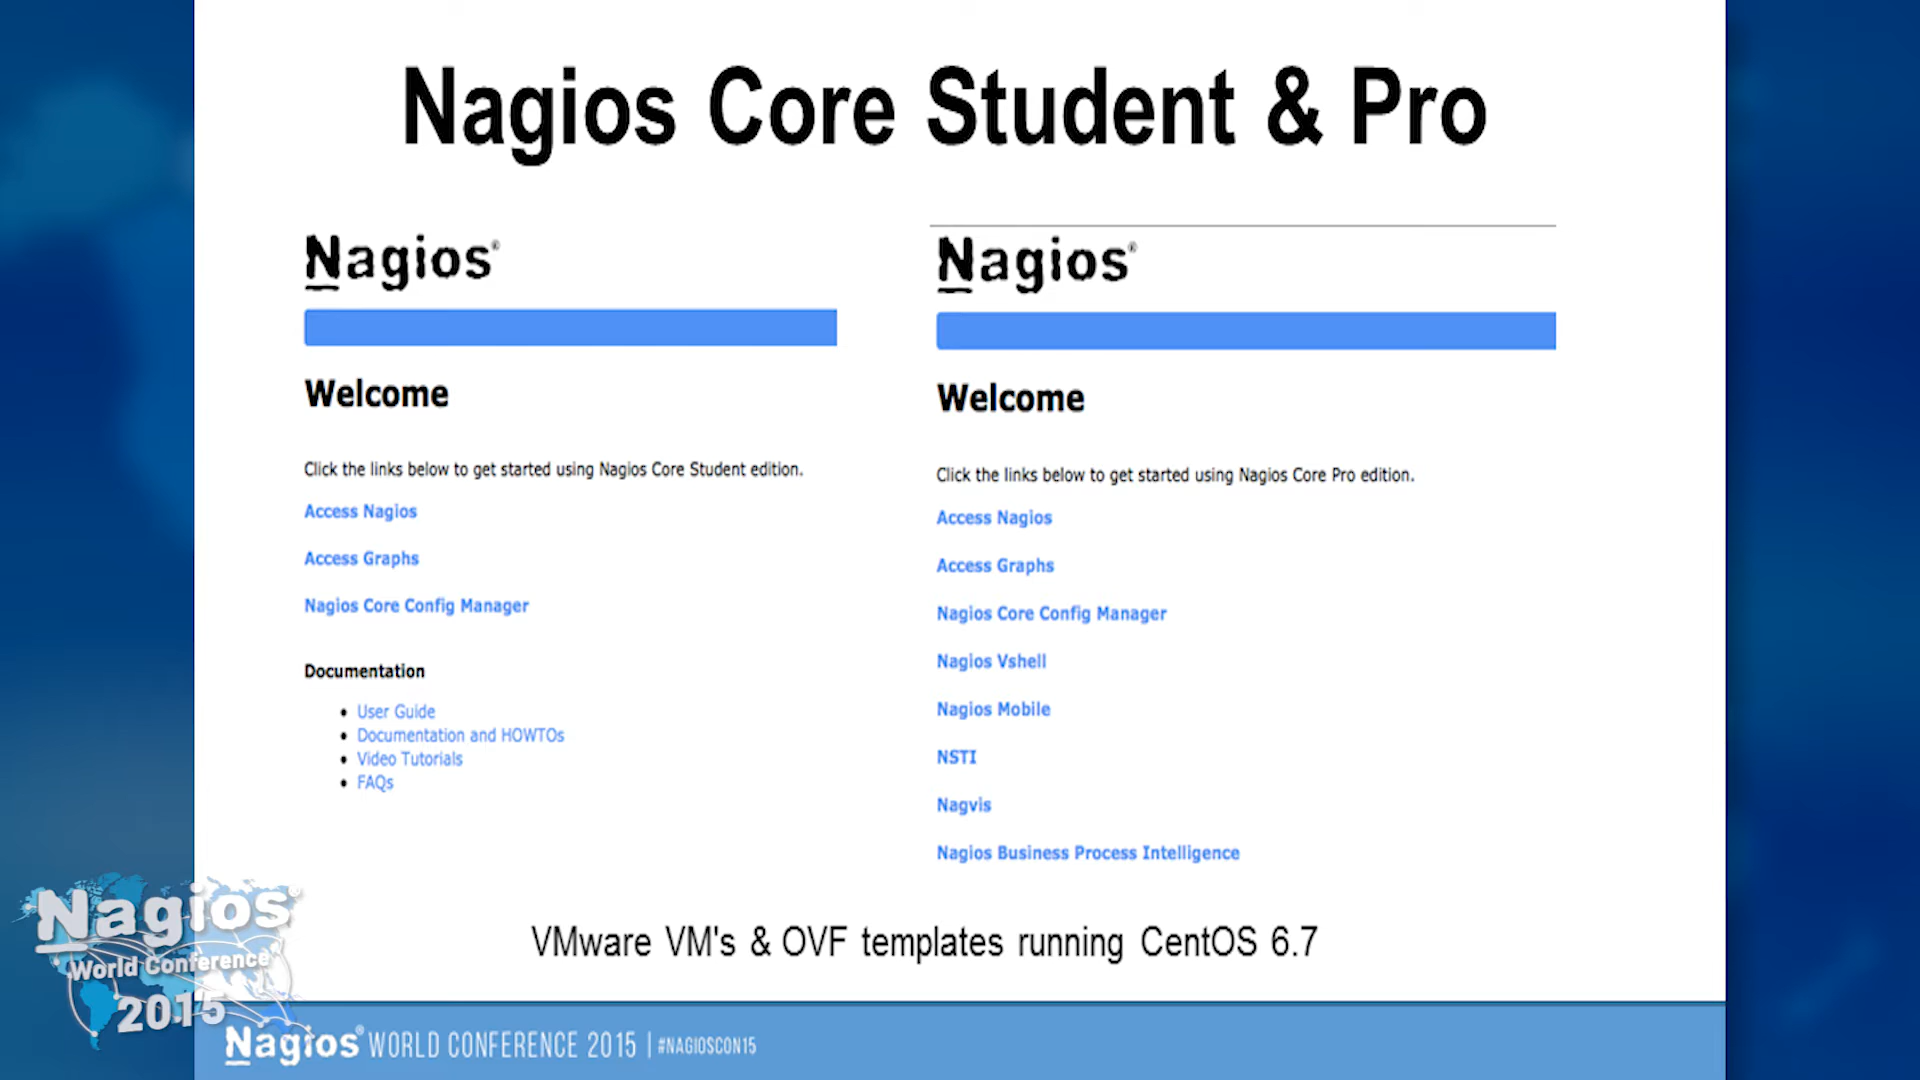 Nagios Core Student & Pro
Nagios®
Welcome
Click the links below to get started using Nagios Core Student edition.
Access Nagios
Access Graphs
Nagios Core Config Manager
Documentation
• User Guide
• Documentation and HOWTOs
• Video Tutorials
• FAQs
Nagios®
Welcome
Click the links below to get started using Nagios Core Pro edition.
Access Nagios
Access Graphs
Nagios Core Config Manager
Nagios Vshell
Nagios Mobile
NSTI
Nagvis
Nagios Business Process Intelligence
VMware VM's & OVF templates running CentOS 6.7
Nagios®
World Conference
2015
Nagios® WORLD CONFERENCE 2015 | #NAGIOSCON15